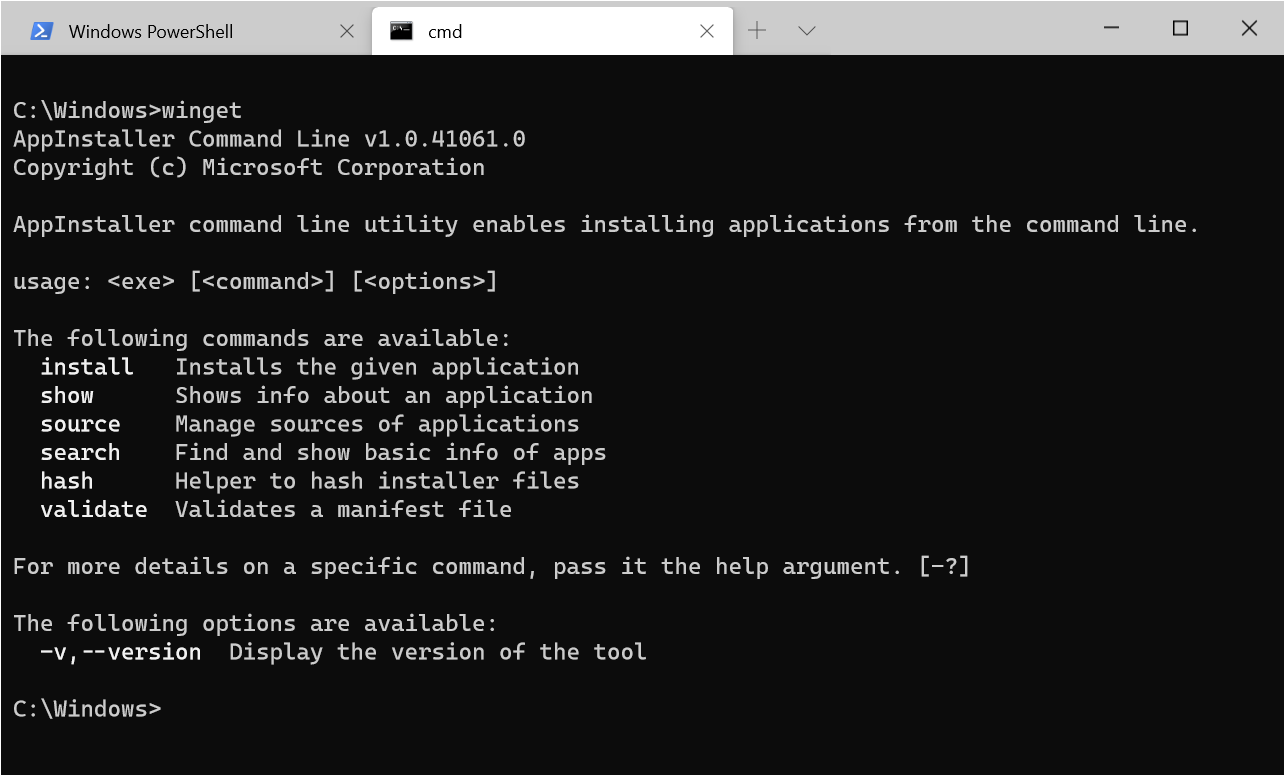 Windows PowerShell
cmd
C:\Windows>winget
AppInstaller Command Line v1.0.41061.0
Copyright (c) Microsoft Corporation
AppInstaller command line utility enables installing applications from the command line.
usage: <exe> [<command>] [<options>]
The following commands are available:
install Installs the given application
show Shows info about an application
source Manage sources of applications
search Find and show basic info of apps
hash Helper to hash installer files
validate Validates a manifest file
For more details on a specific command, pass it the help argument. [-?]
The following options are available:
-v,--version Display the version of the tool
C:\Windows>